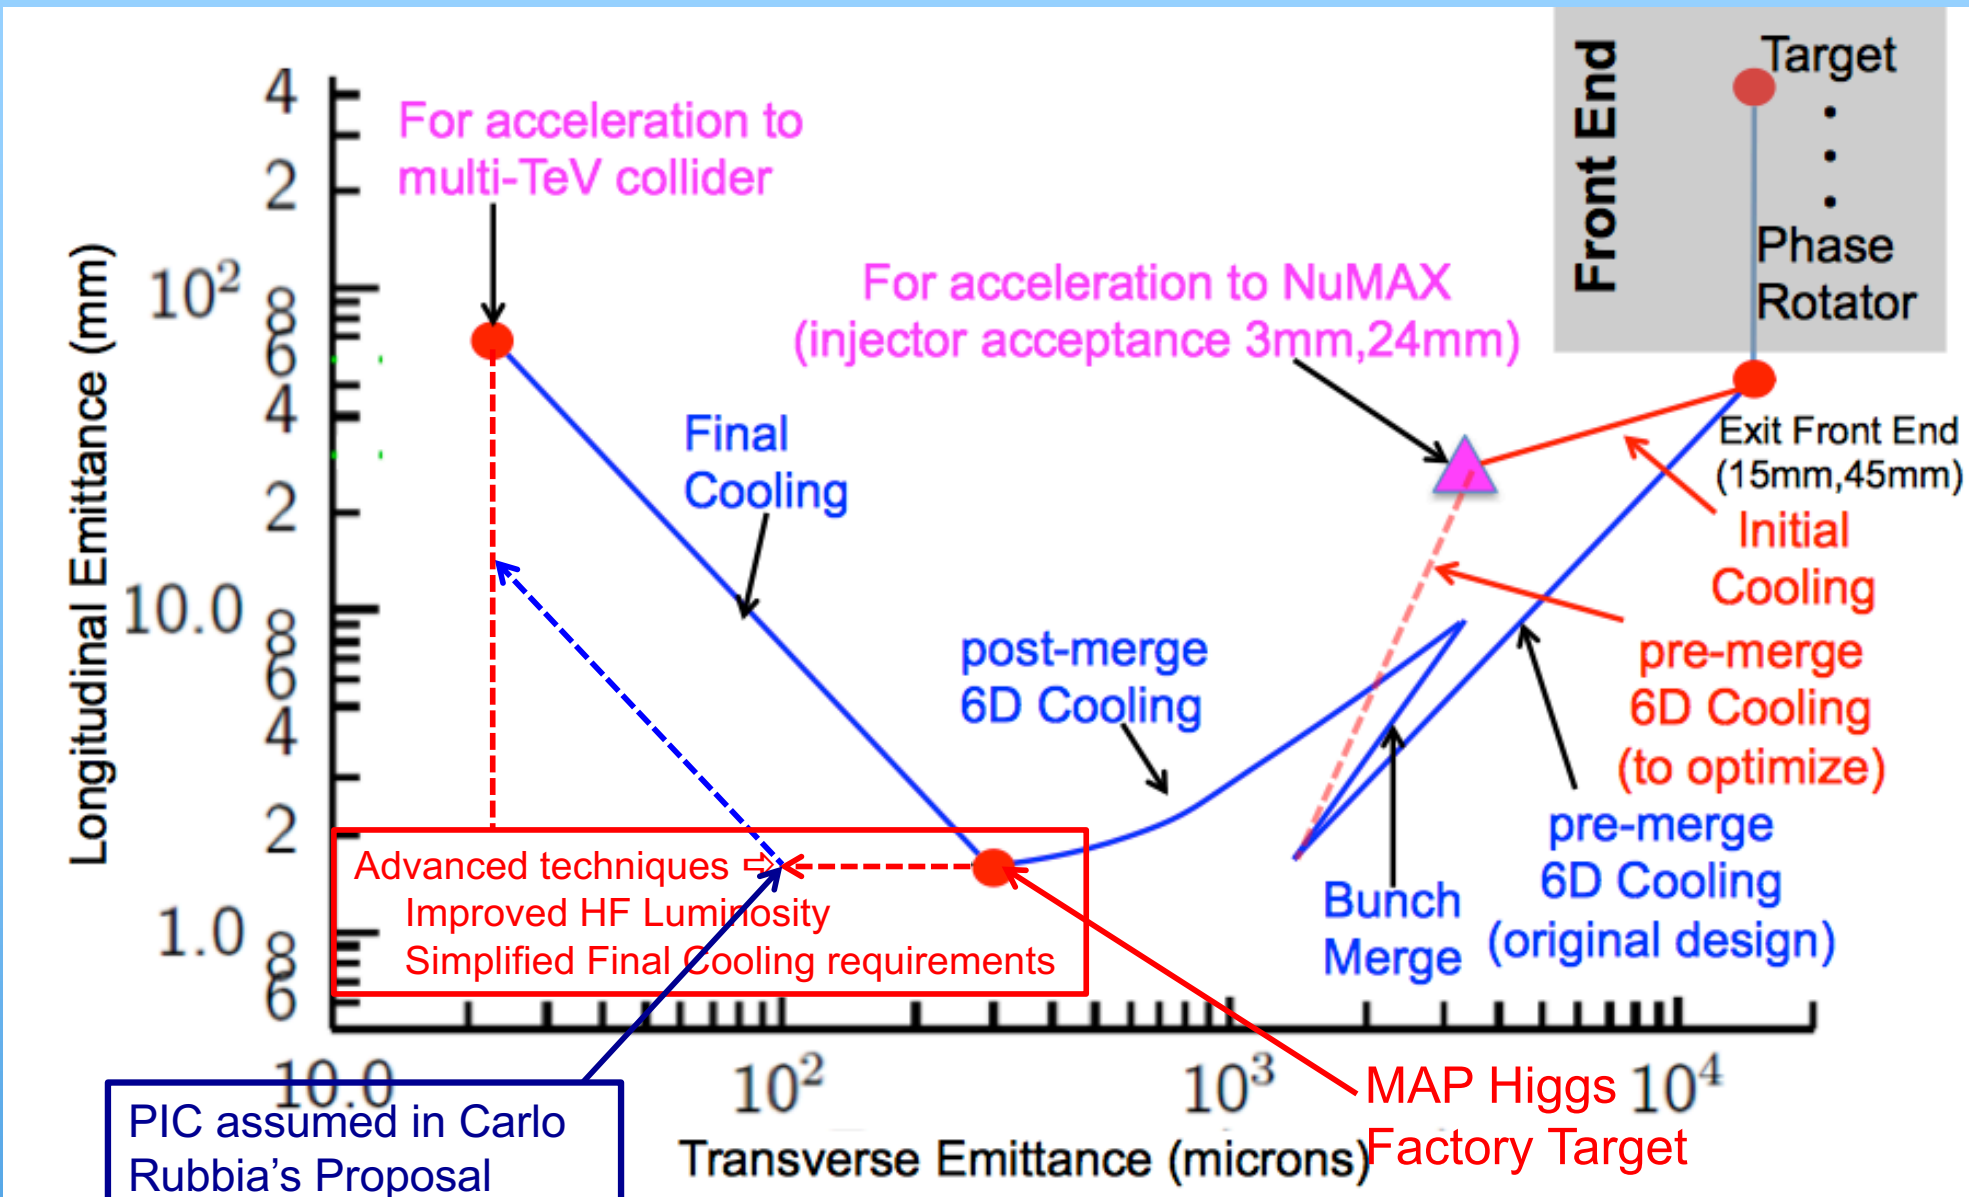 Front End
Target
Phase
Rotator
For acceleration to
multi-TeV collider
For acceleration to NuMAX
(injector acceptance 3mm,24mm)
Exit Front End
(15mm,45mm)
Initial
Cooling
Final
Cooling
post-merge
6D Cooling
pre-merge
6D Cooling
(to optimize)
pre-merge
6D Cooling
(original design)
Bunch
Merge
Advanced techniques ⇨
Improved HF Luminosity
Simplified Final Cooling requirements
Longitudinal Emittance (mm)
4
2
10²
8
6
4
2
10.0
8
6
4
2
1.0
8
6
10.0
10²
10³
10⁴
Transverse Emittance (microns)
MAP Higgs
Factory Target
PIC assumed in Carlo
Rubbia's Proposal